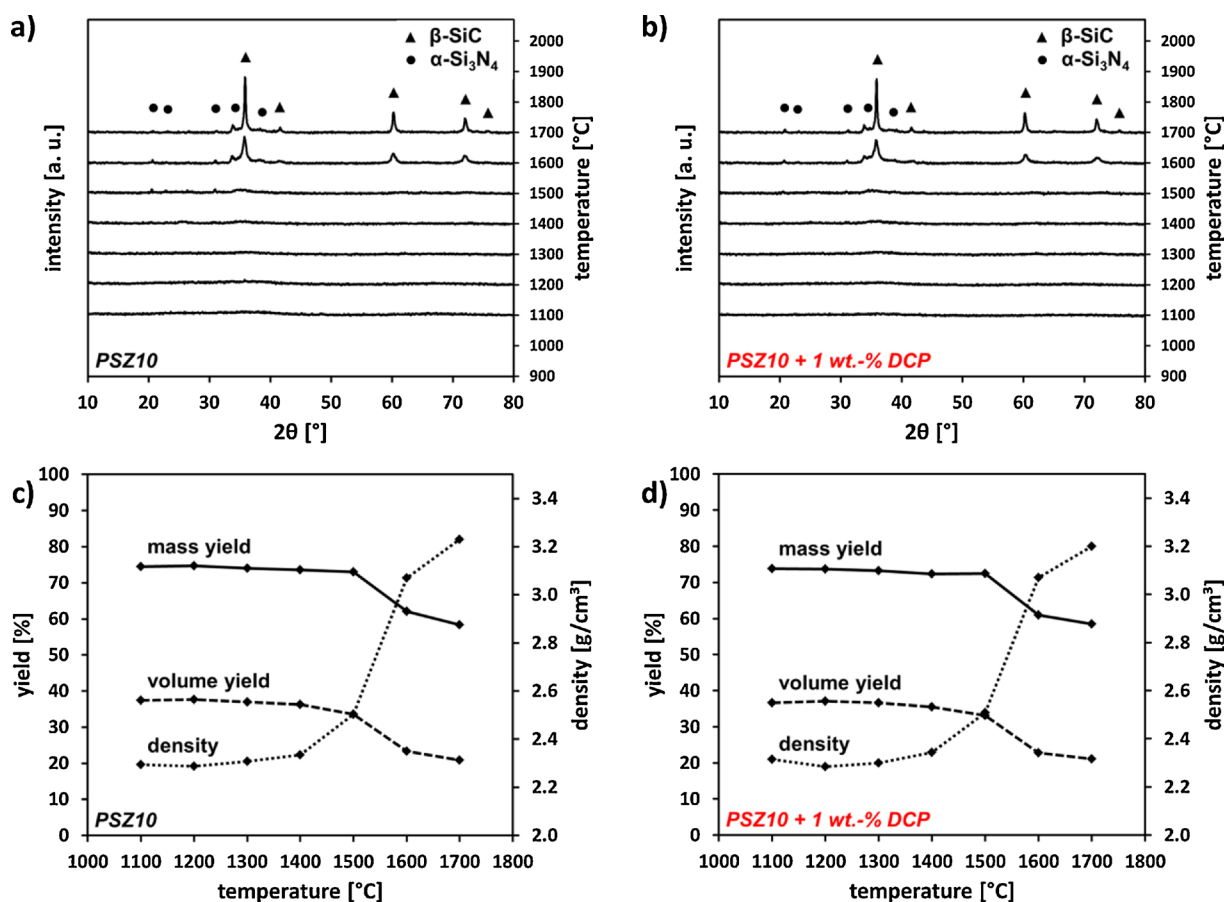 a)
▲ β-SiC
● α-Si₃N₄
intensity [a. u.]
temperature [°C]
2000
1900
1800
1700
1600
1500
1400
1300
1200
1100
1000
900
PSZ10
10 20 30 40 50 60 70 80
2θ [°]
b)
▲ β-SiC
● α-Si₃N₄
intensity [a. u.]
temperature [°C]
2000
1900
1800
1700
1600
1500
1400
1300
1200
1100
1000
900
PSZ10 + 1 wt.-% DCP
10 20 30 40 50 60 70 80
2θ [°]
c)
yield [%]
100
90
80
70
60
50
40
30
20
10
0
mass yield
volume yield
density
PSZ10
density [g/cm³]
3.4
3.2
3.0
2.8
2.6
2.4
2.2
2.0
1000 1100 1200 1300 1400 1500 1600 1700 1800
temperature [°C]
d)
yield [%]
100
90
80
70
60
50
40
30
20
10
0
mass yield
volume yield
density
PSZ10 + 1 wt.-% DCP
density [g/cm³]
3.4
3.2
3.0
2.8
2.6
2.4
2.2
2.0
1000 1100 1200 1300 1400 1500 1600 1700 1800
temperature [°C]